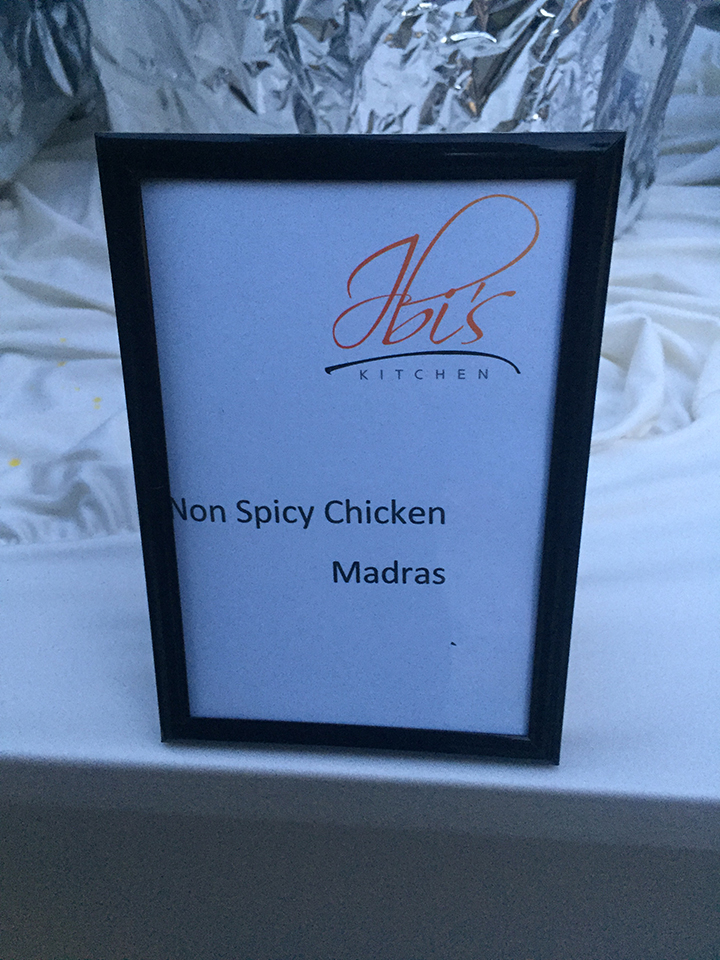 Ibi's
KITCHEN
Non Spicy Chicken
Madras